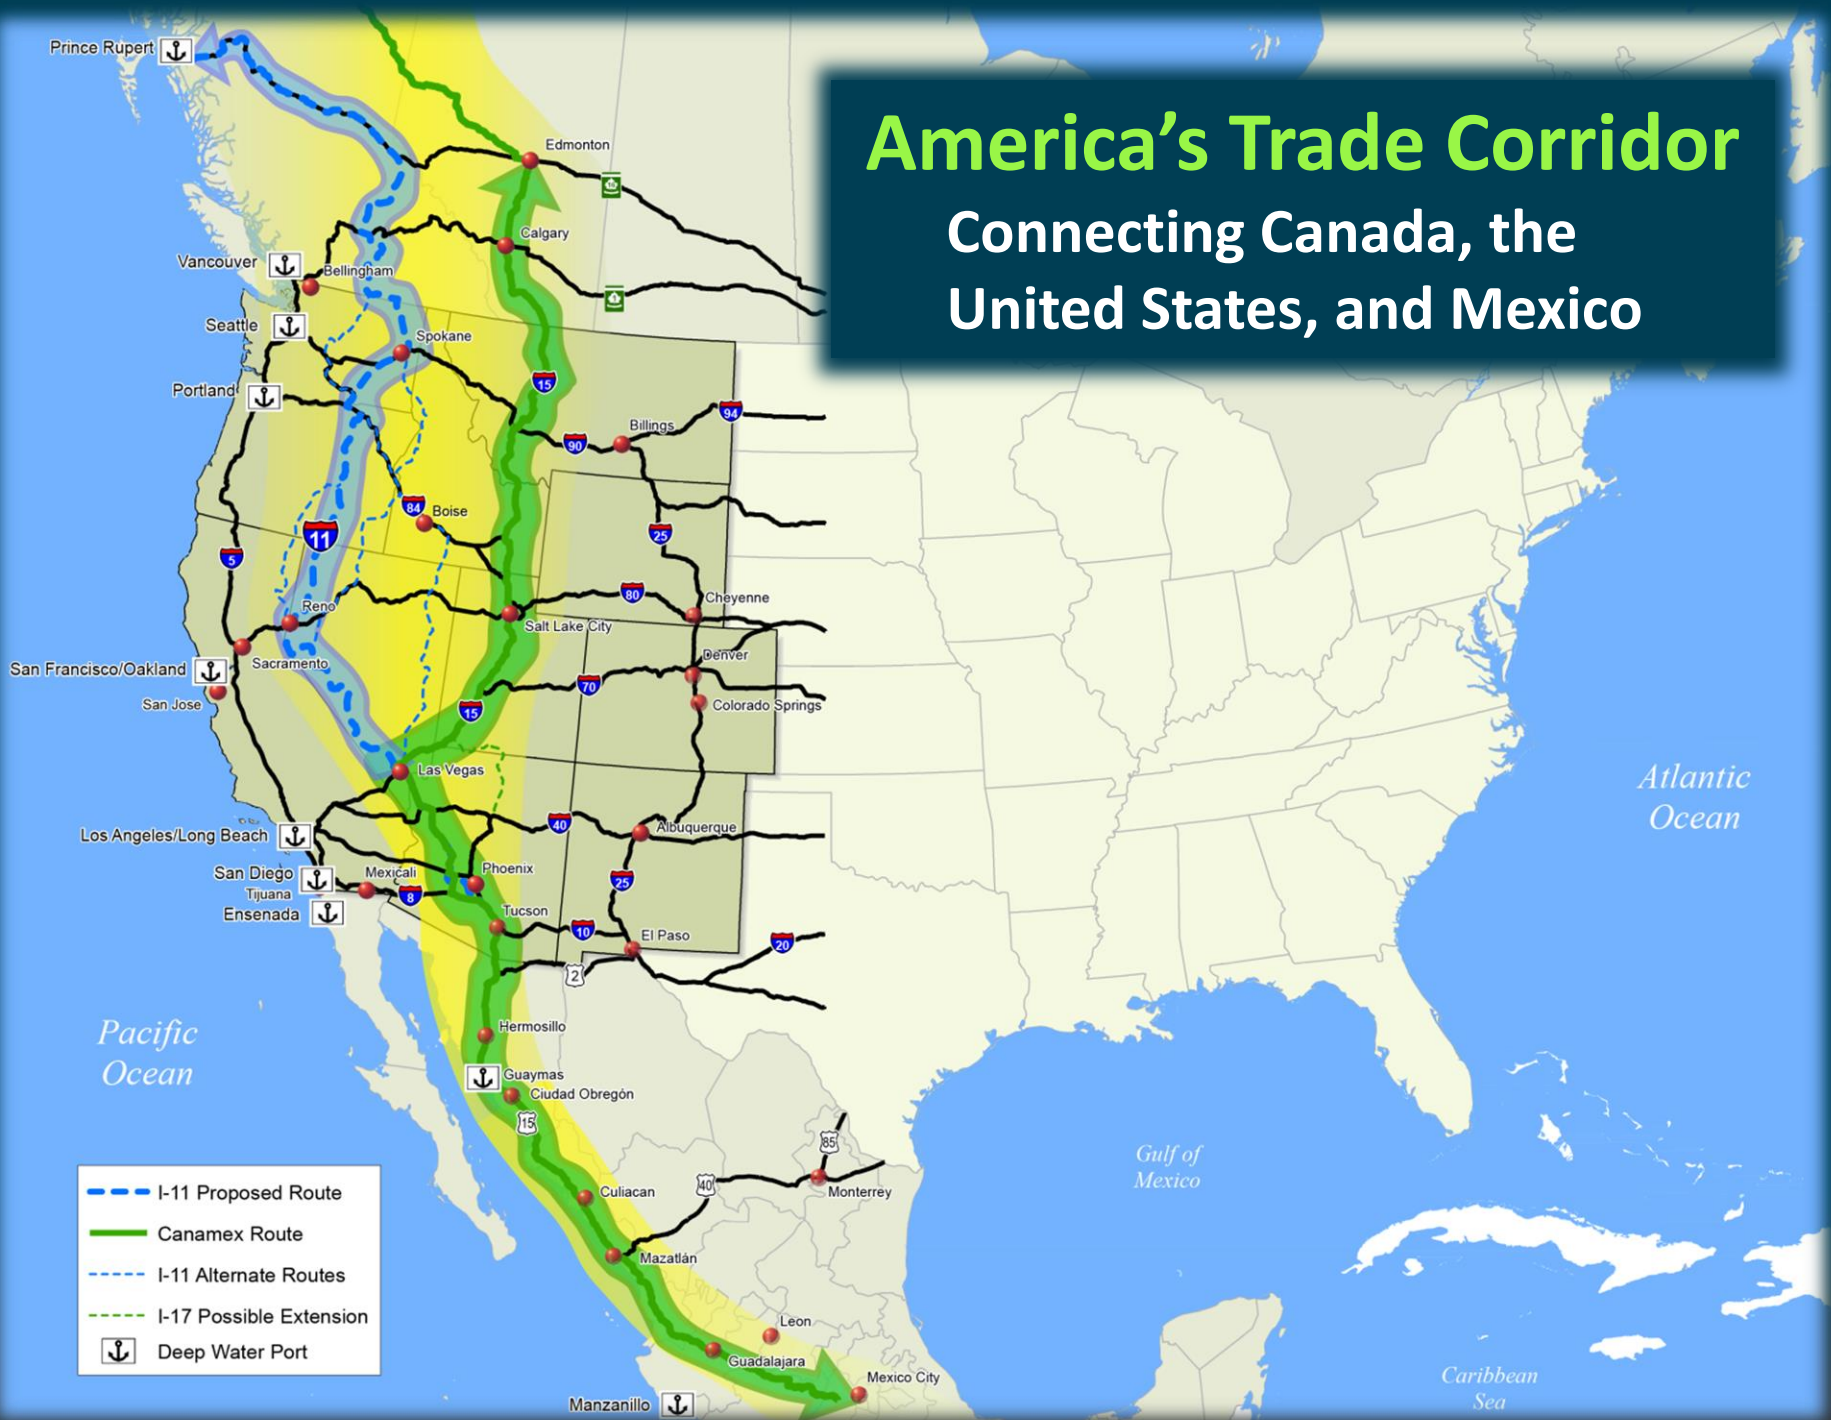 America’s Trade Corridor
Connecting Canada, the
United States, and Mexico
Prince Rupert
Edmonton
16
Calgary
1
Vancouver
Bellingham
Seattle
Spokane
Portland
15
94
Billings
90
84
Boise
11
25
5
80
Cheyenne
Reno
Salt Lake City
Sacramento
Denver
San Francisco/Oakland
70
San Jose
15
Colorado Springs
Las Vegas
Atlantic
Ocean
40
Albuquerque
Los Angeles/Long Beach
Phoenix
San Diego
Mexicali
25
Tijuana
8
Ensenada
Tucson
10
El Paso
20
2
Pacific
Ocean
Hermosillo
Guaymas
Ciudad Obregón
15
85
Gulf of
Mexico
40
Monterrey
Culiacan
Mazatlán
Leon
Guadalajara
Mexico City
Manzanillo
Caribbean
Sea
I-11 Proposed Route
Canamex Route
I-11 Alternate Routes
I-17 Possible Extension
Deep Water Port